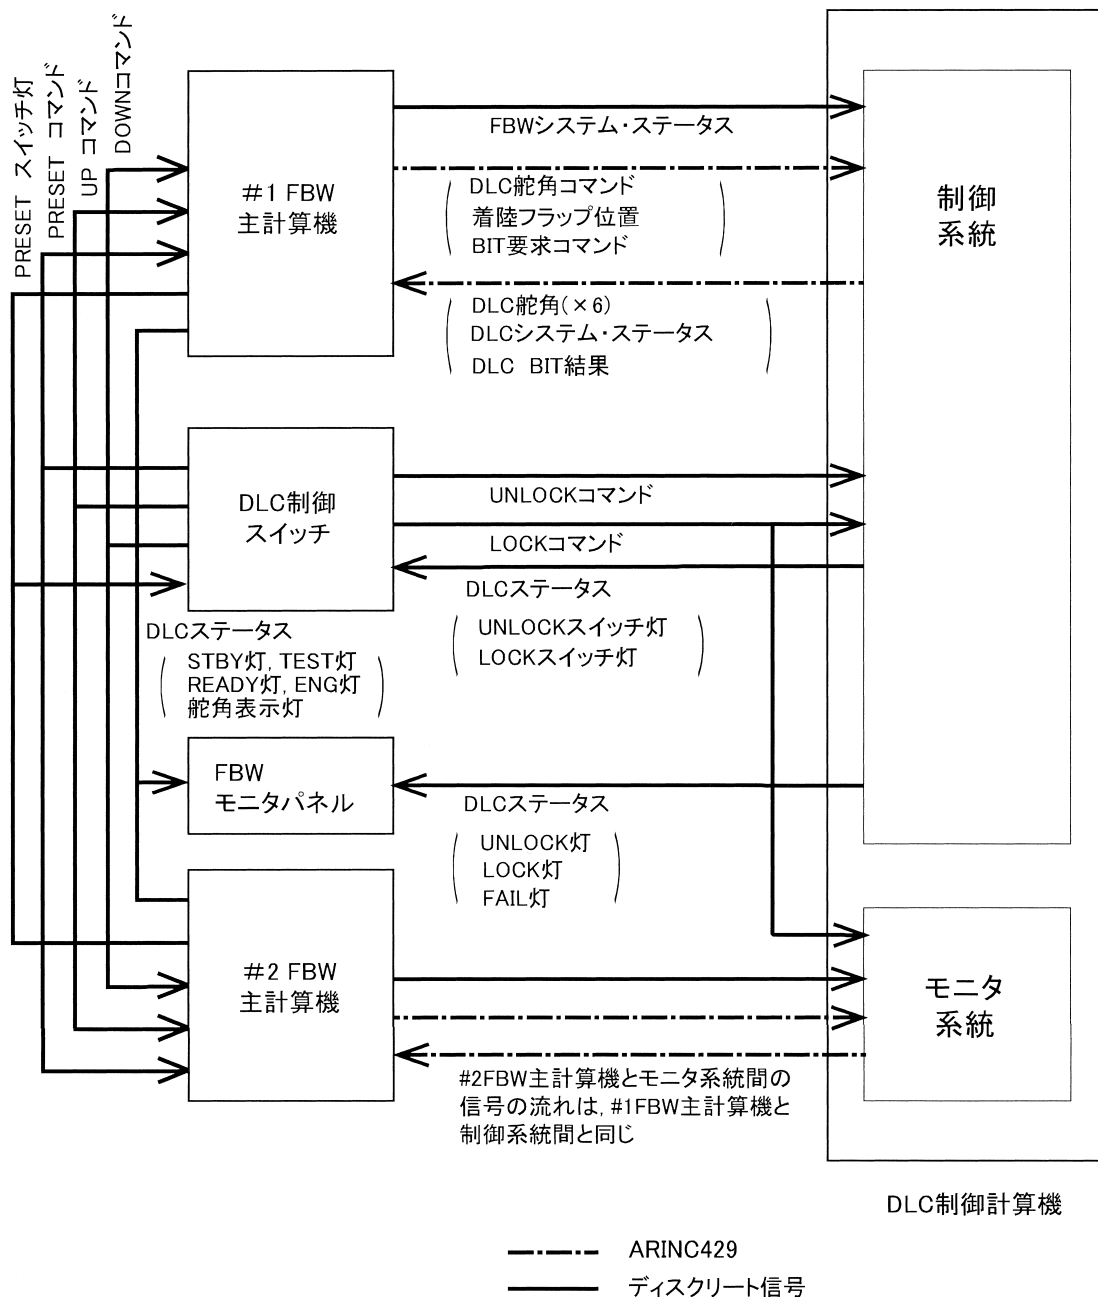 PRESET スイッチ灯
PRESET コマンド
UP コマンド
DOWNコマンド
#1 FBW
主計算機
FBWシステム・ステータス
DLC舵角コマンド
着陸フラップ位置
BIT要求コマンド
DLC舵角(×6)
DLCシステム・ステータス
DLC BIT結果
制御
系統
DLC制御
スイッチ
UNLOCKコマンド
LOCKコマンド
DLCステータス
UNLOCKスイッチ灯
LOCKスイッチ灯
DLCステータス
STBY灯, TEST灯
READY灯, ENG灯
舵角表示灯
FBW
モニタパネル
DLCステータス
UNLOCK灯
LOCK灯
FAIL灯
#2 FBW
主計算機
モニタ
系統
#2FBW主計算機とモニタ系統間の
信号の流れは, #1FBW主計算機と
制御系統間と同じ
DLC制御計算機
ARINC429
ディスクリート信号